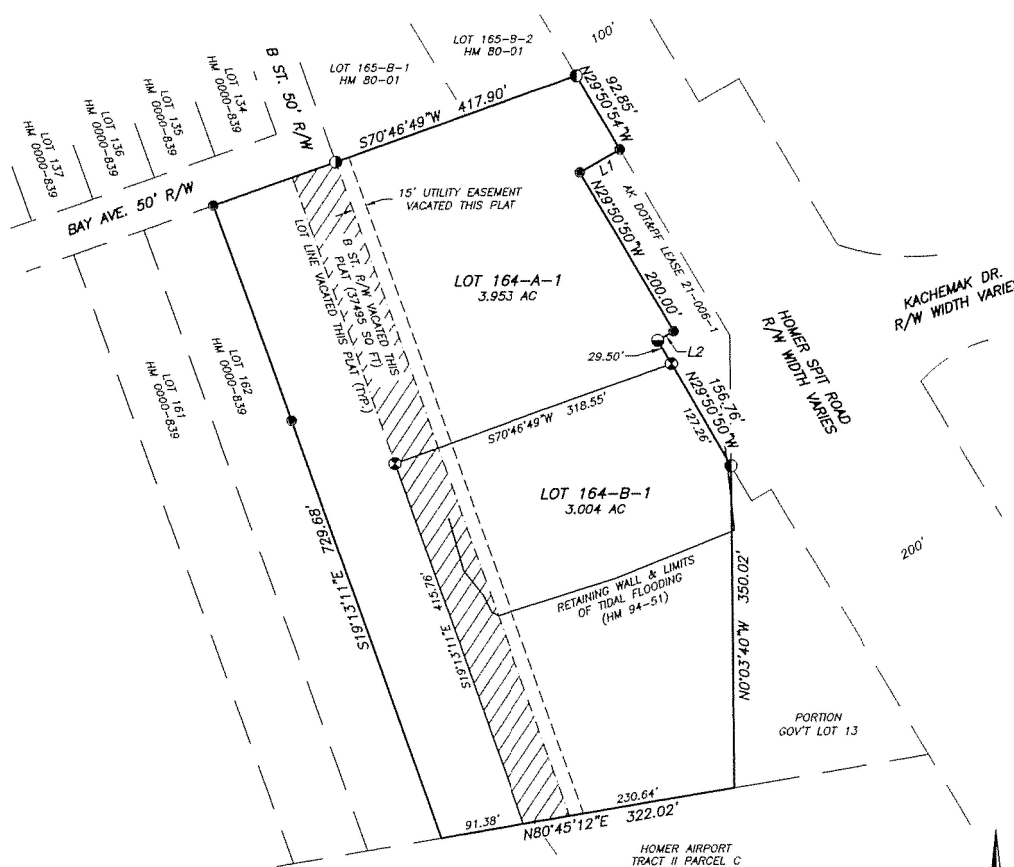 LOT 165-B-2
HM 80-01
100'
LOT 165-B-1
HM 80-01
B ST. 50' R/W
LOT 134
HM 0000-839
LOT 135
HM 0000-839
LOT 136
HM 0000-839
LOT 137
HM 0000-839
S70°46'49"W 417.90'
N29°50'54"W
92.85'
L1
BAY AVE. 50' R/W
15' UTILITY EASEMENT
VACATED THIS PLAT
N29°50'50"W 200.00'
AK DOT&PF LEASE 21-006-1
LOT 164-A-1
3.953 AC
B ST. R/W VACATED THIS
PLAT (37495 SQ FT)
LOT LINE VACATED THIS PLAT (TYP.)
KACHEMAK DR.
R/W WIDTH VARIES
HOMER SPIT ROAD
R/W WIDTH VARIES
29.50'
L2
156.76'
N29°50'50"W
127.26'
LOT 162
HM 0000-839
LOT 161
HM 0000-839
S70°46'49"W 318.55'
LOT 164-B-1
3.004 AC
200'
S19°13'11"E 729.68'
S19°13'11"E 415.76'
RETAINING WALL & LIMITS
OF TIDAL FLOODING
(HM 94-51)
N0°03'40"W 350.02'
PORTION
GOV'T LOT 13
91.38'
230.64'
N80°45'12"E 322.02'
HOMER AIRPORT
TRACT II PARCEL C